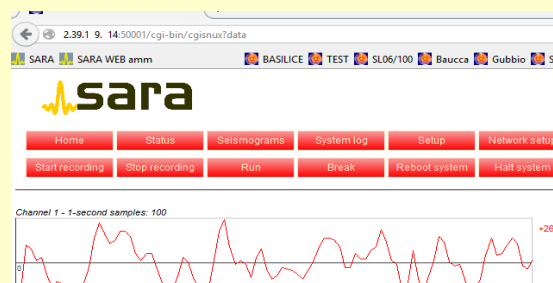 2.39.1 9. 14:50001/cgi-bin/cgisnux?data
SARA SARA WEB amm BASILICE TEST SL06/100 Baucca Gubbio S
sara
Home Status Seismograms System log Setup Network setup
Start recording Stop recording Run Break Reboot system Halt system
Channel 1 - 1-second samples: 100
+26
0